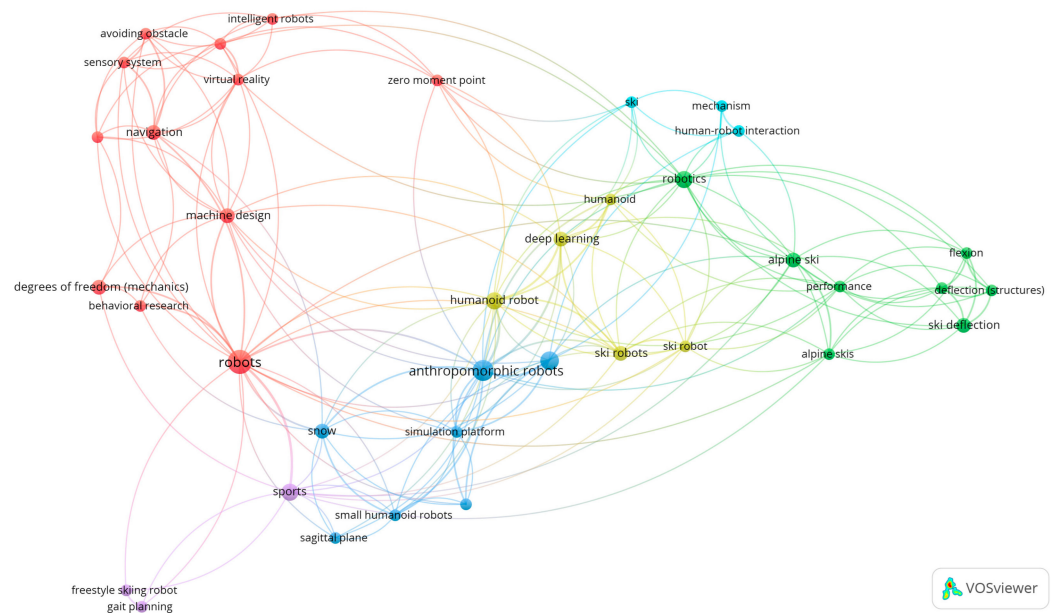 intelligent robots
avoiding obstacle
sensory system
virtual reality
zero moment point
navigation
ski
mechanism
human-robot interaction
robotics
humanoid
machine design
deep learning
flexion
alpine ski
degrees of freedom (mechanics)
performance
deflection (structures)
behavioral research
humanoid robot
ski deflection
ski robots
ski robot
alpine skis
robots
anthropomorphic robots
snow
simulation platform
sports
small humanoid robots
sagittal plane
freestyle skiing robot
gait planning
VOSviewer